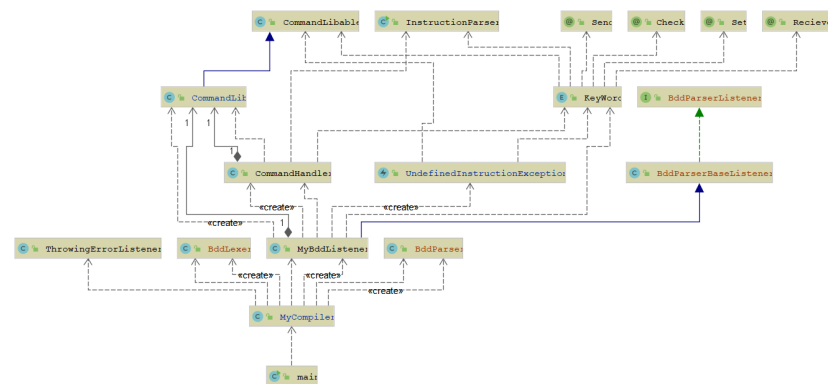 CommandLibable
InstructionParser
Send
Check
Set
Recieve
CommandLib
KeyWord
BddParserListener
1
1
1
CommandHandler
UndefinedInstructionException
BddParserBaseListener
«create»
«create»
1
ThrowingErrorListener
BddLexer
MyBddListener
BddParser
«create»
«create»
«create»
MyCompiler
main